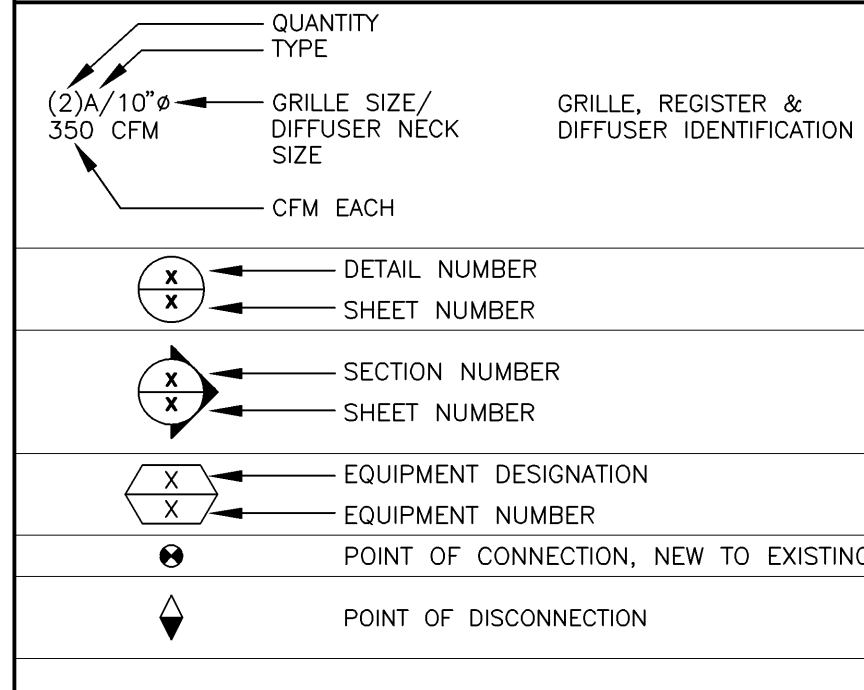 QUANTITY
TYPE
(2)A/10"ø
350 CFM
GRILLE SIZE/
DIFFUSER NECK
SIZE
GRILLE, REGISTER &
DIFFUSER IDENTIFICATION
CFM EACH
X
X
DETAIL NUMBER
SHEET NUMBER
X
X
SECTION NUMBER
SHEET NUMBER
X
X
EQUIPMENT DESIGNATION
EQUIPMENT NUMBER
POINT OF CONNECTION, NEW TO EXISTING
POINT OF DISCONNECTION